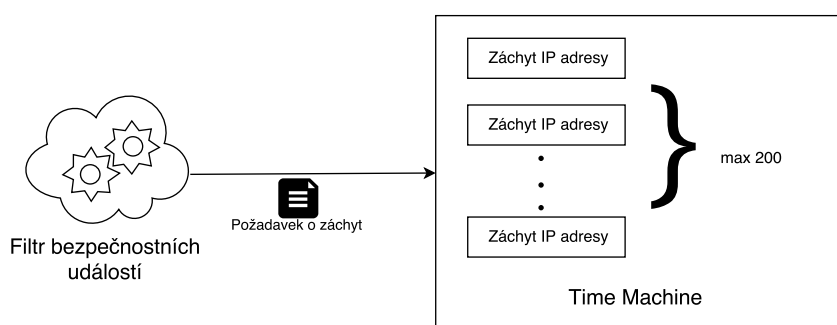 Filtr bezpečnostních
událostí
Požadavek o záchyt
Záchyt IP adresy
Záchyt IP adresy
Záchyt IP adresy
max 200
Time Machine